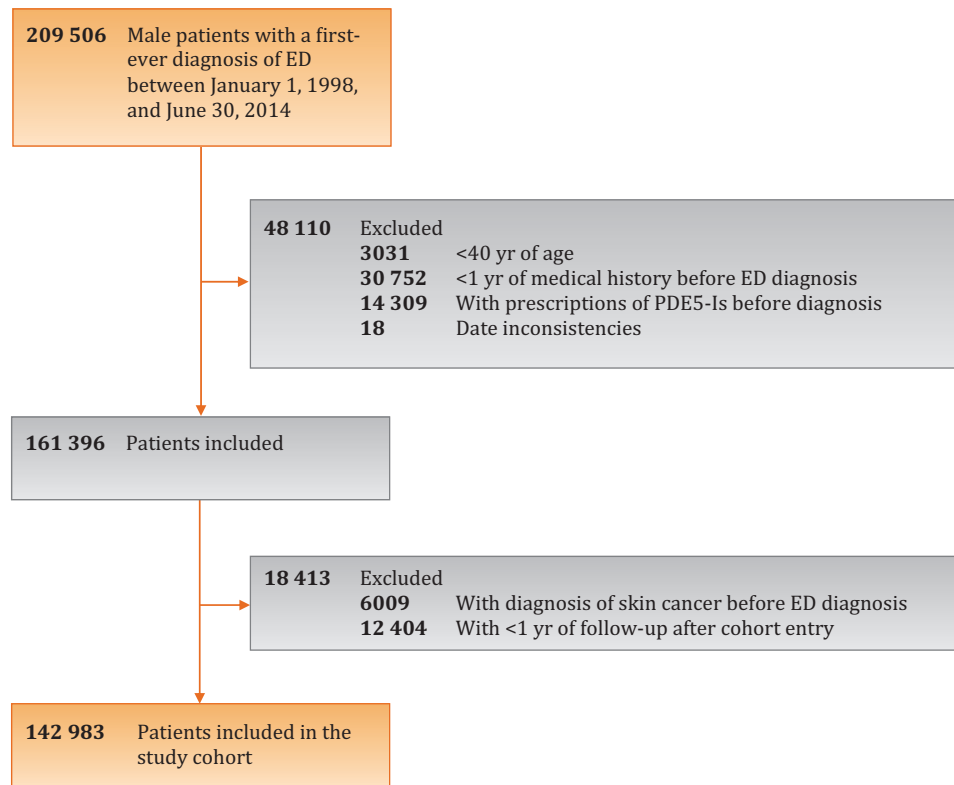 209 506 Male patients with a first-
ever diagnosis of ED
between January 1, 1998,
and June 30, 2014
48 110 Excluded
3031 <40 yr of age
30 752 <1 yr of medical history before ED diagnosis
14 309 With prescriptions of PDE5-Is before diagnosis
18 Date inconsistencies
161 396 Patients included
18 413 Excluded
6009 With diagnosis of skin cancer before ED diagnosis
12 404 With <1 yr of follow-up after cohort entry
142 983 Patients included in the
study cohort